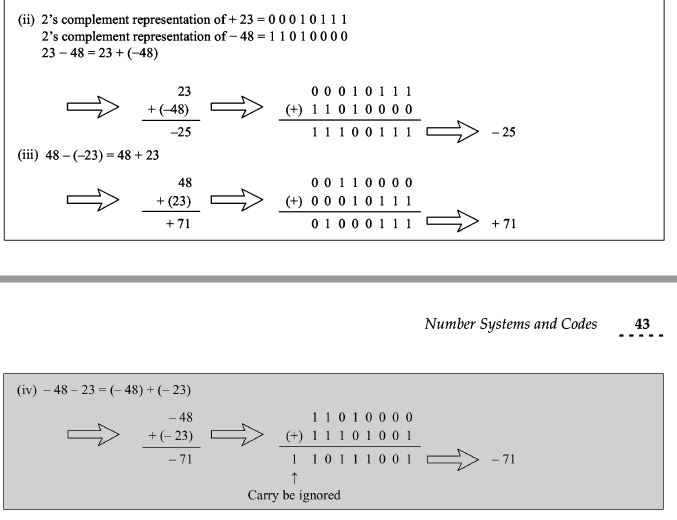 (ii) 2's complement representation of + 23 = 0 0 0 1 0 1 1 1
2's complement representation of – 48 = 1 1 0 1 0 0 0 0
23 – 48 = 23 + (–48)
23 0 0 0 1 0 1 1 1
+ (–48) (+) 1 1 0 1 0 0 0 0
–25 1 1 1 0 0 1 1 1 – 25
(iii) 48 – (–23) = 48 + 23
48 0 0 1 1 0 0 0 0
+ (23) (+) 0 0 0 1 0 1 1 1
+ 71 0 1 0 0 0 1 1 1 + 71
Number Systems and Codes 43
(iv) – 48 – 23 = (– 48) + (– 23)
– 48 1 1 0 1 0 0 0 0
+ (– 23) (+) 1 1 1 0 1 0 0 1
– 71 1 1 0 1 1 1 0 0 1 – 71
↑
Carry be ignored